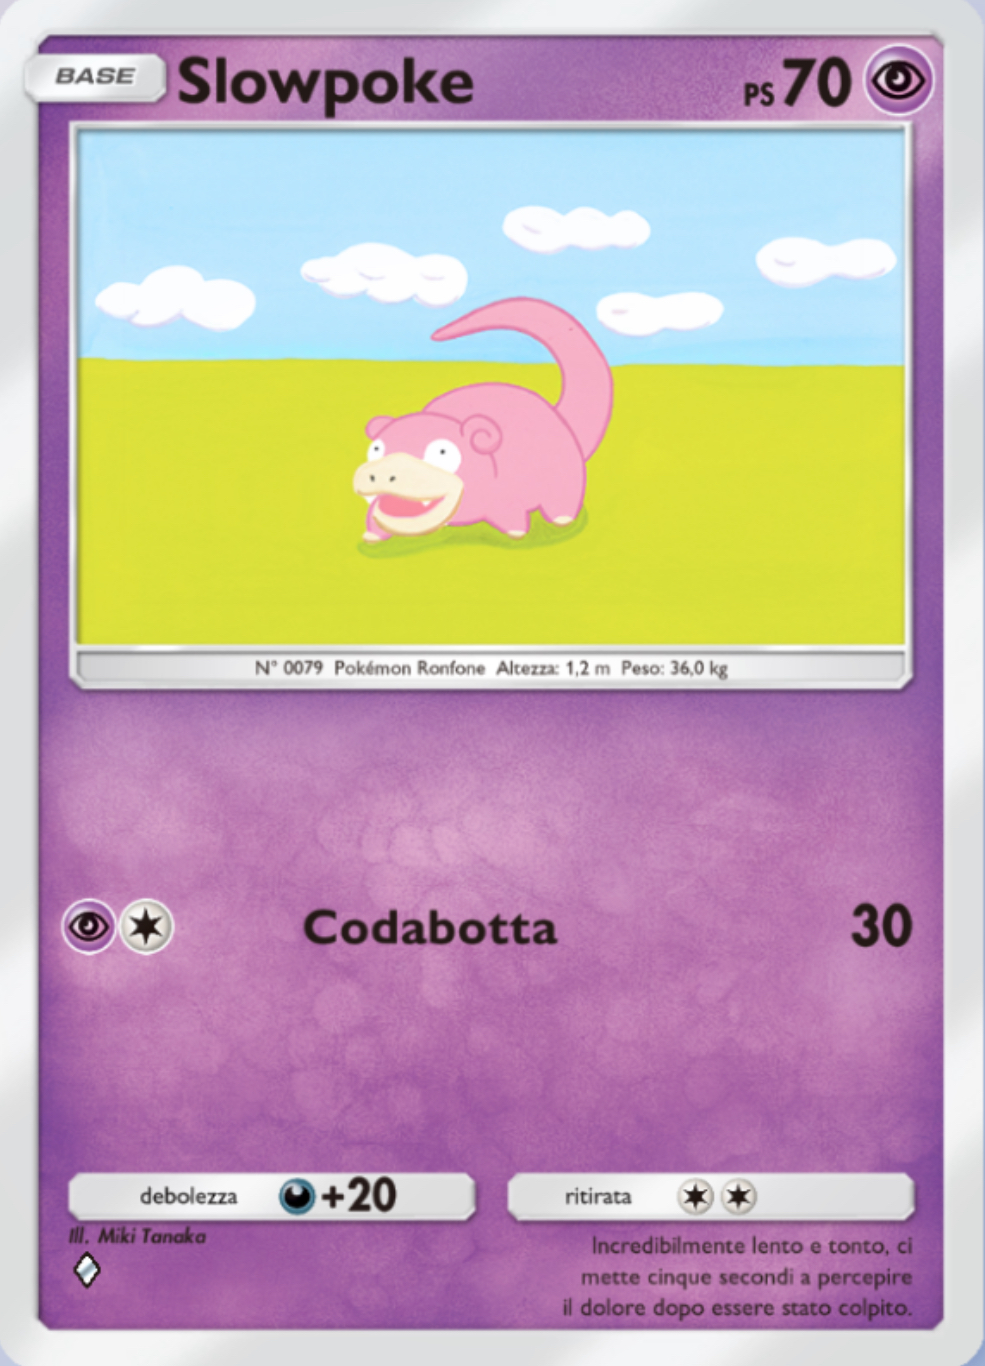 BASE Slowpoke PS 70
N° 0079 Pokémon Ronfone Altezza: 1,2 m Peso: 36,0 kg
Codabotta 30
debolezza +20 ritirata
Ill. Miki Tanaka
Incredibilmente lento e tonto, ci
mette cinque secondi a percepire
il dolore dopo essere stato colpito.